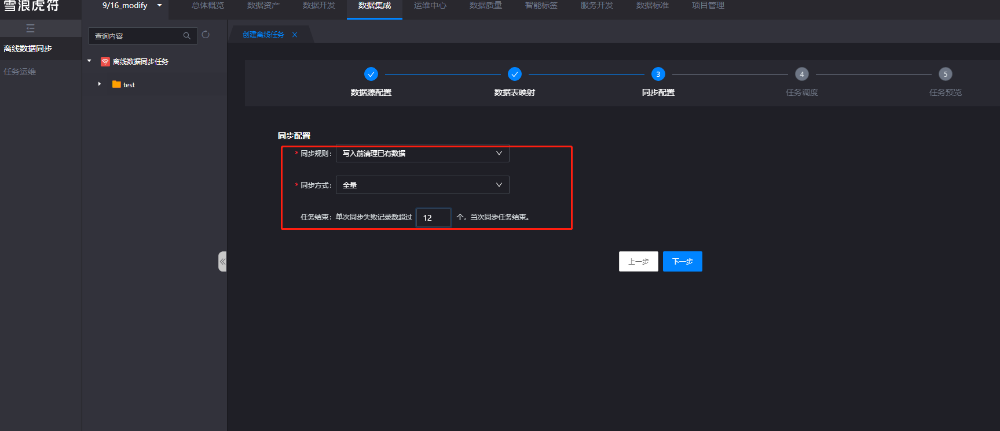 雪浪虎符
9/16_modify
总体概览 数据资产 数据开发 数据集成 运维中心 数据质量 智能标签 服务开发 数据标准 项目管理
离线数据同步
任务运维
查询内容
离线数据同步任务
test
创建离线任务
3 4 5
数据源配置 数据表映射 同步配置 任务调度 任务预览
同步配置
* 同步规则： 写入前清理已有数据
* 同步方式： 全量
任务结束： 单次同步失败记录数超过 12 个，当次同步任务结束。
上一步 下一步